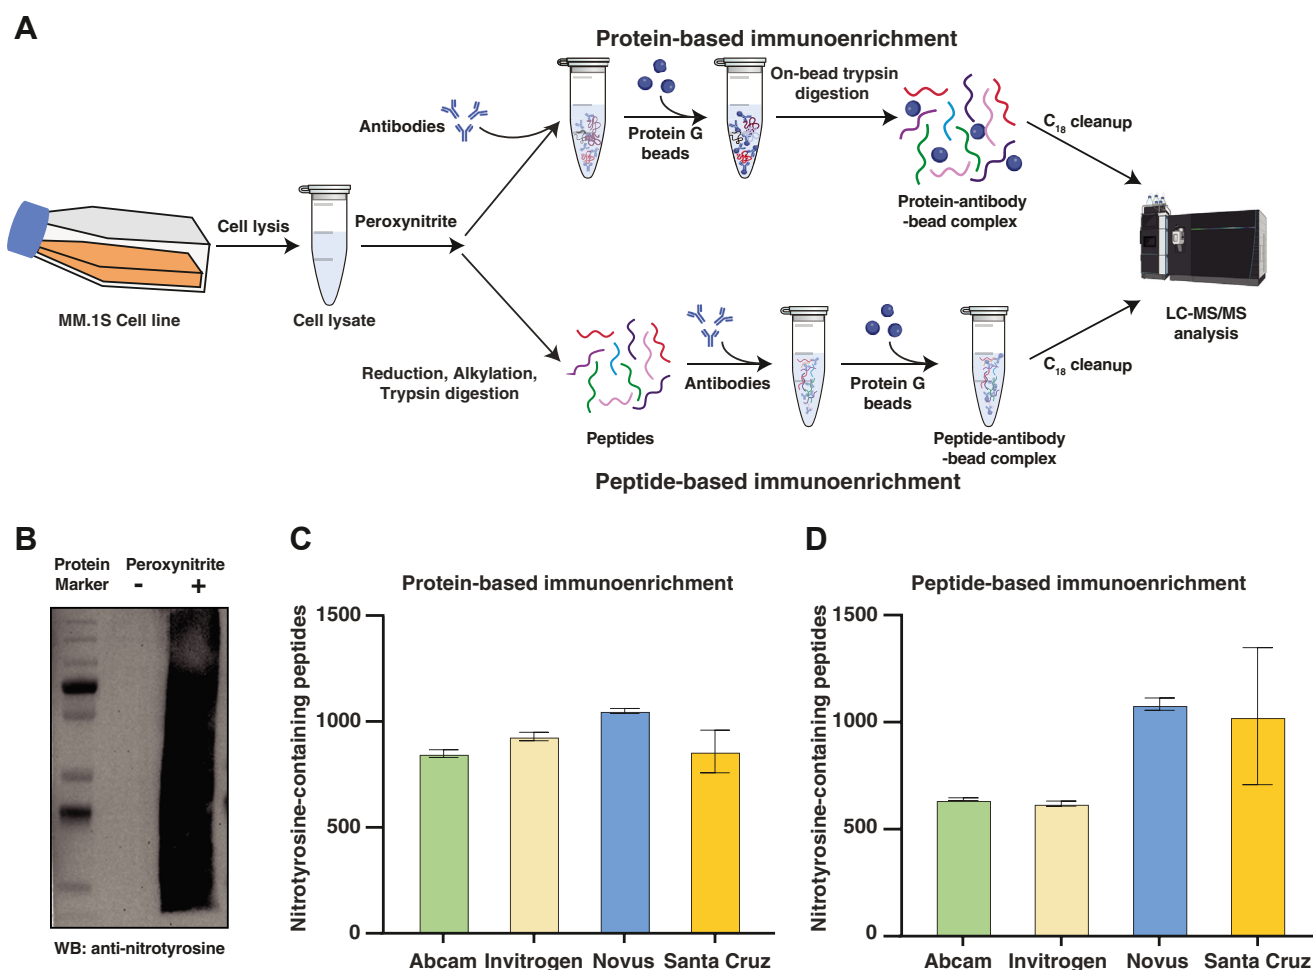 A
Protein-based immunoenrichment
Antibodies
Protein G
beads
On-bead trypsin
digestion
C18 cleanup
Protein-antibody
-bead complex
Cell lysis
Peroxynitrite
MM.1S Cell line
Cell lysate
LC-MS/MS
analysis
Reduction, Alkylation,
Trypsin digestion
Peptides
Antibodies
Protein G
beads
C18 cleanup
Peptide-antibody
-bead complex
Peptide-based immunoenrichment
B
Protein
Marker
Peroxynitrite
- +
WB: anti-nitrotyrosine
C
Protein-based immunoenrichment
Nitrotyrosine-containing peptides
1500
1000
500
0
Abcam Invitrogen Novus Santa Cruz
D
Peptide-based immunoenrichment
Nitrotyrosine-containing peptides
1500
1000
500
0
Abcam Invitrogen Novus Santa Cruz